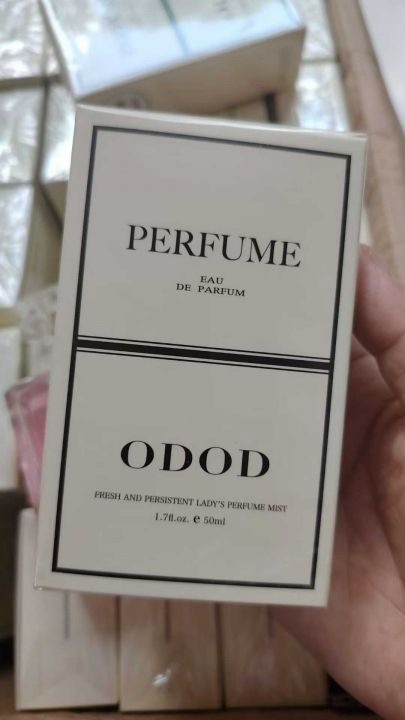 PERFUME
EAU
DE PARFUM
ODOD
FRESH AND PERSISTENT LADY'S PERFUME MIST
1.7fl.oz. e 50ml